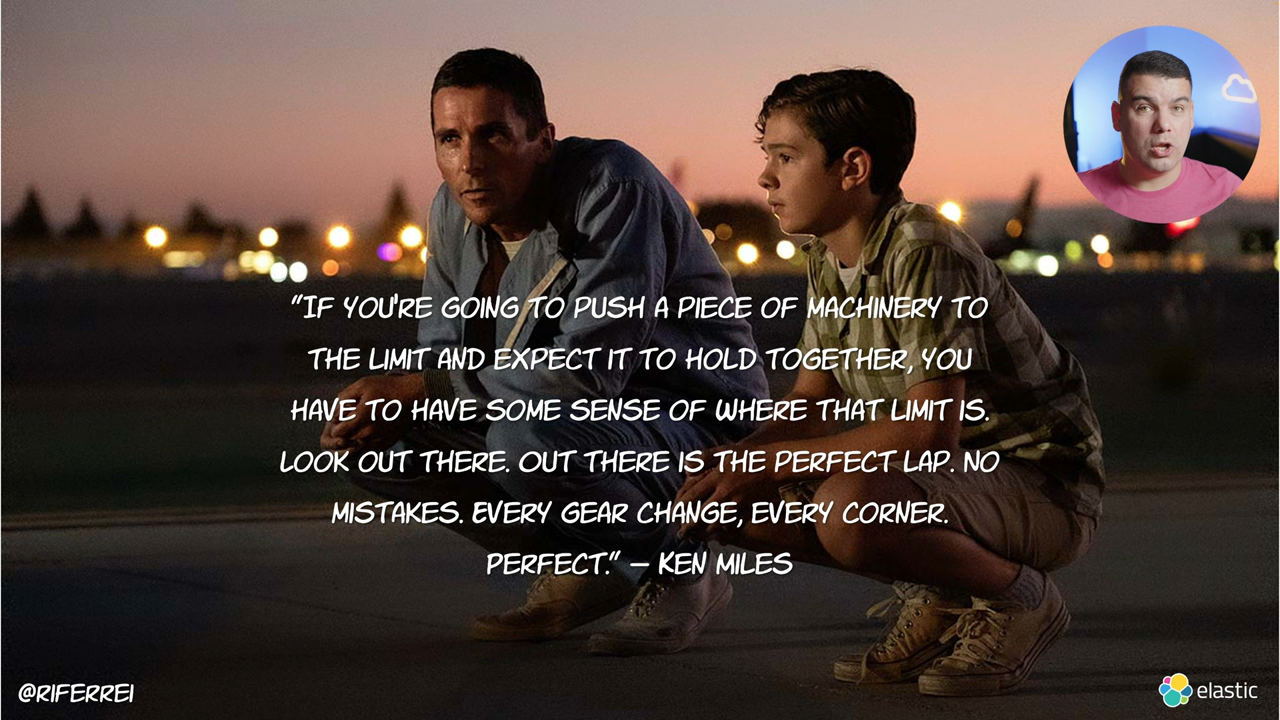 "IF YOU'RE GOING TO PUSH A PIECE OF MACHINERY TO
THE LIMIT AND EXPECT IT TO HOLD TOGETHER, YOU
HAVE TO HAVE SOME SENSE OF WHERE THAT LIMIT IS.
LOOK OUT THERE. OUT THERE IS THE PERFECT LAP. NO
MISTAKES. EVERY GEAR CHANGE, EVERY CORNER.
PERFECT." – KEN MILES
@RIFERREI
elastic